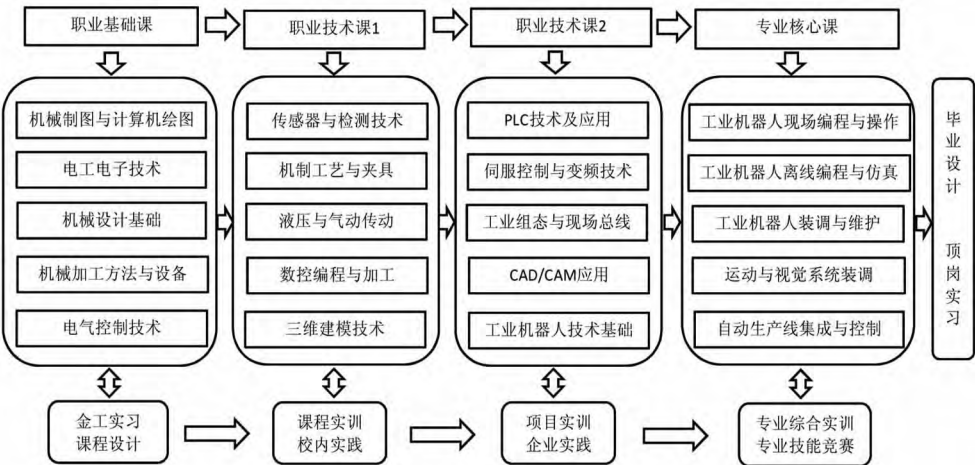 职业基础课
职业技术课1
职业技术课2
专业核心课
机械制图与计算机绘图
电工电子技术
机械设计基础
机械加工方法与设备
电气控制技术
传感器与检测技术
机制工艺与夹具
液压与气动传动
数控编程与加工
三维建模技术
PLC技术及应用
伺服控制与变频技术
工业组态与现场总线
CAD/CAM应用
工业机器人技术基础
工业机器人现场编程与操作
工业机器人离线编程与仿真
工业机器人装调与维护
运动与视觉系统装调
自动生产线集成与控制
毕业设计
顶岗实习
金工实习
课程设计
课程实训
校内实践
项目实训
企业实践
专业综合实训
专业技能竞赛